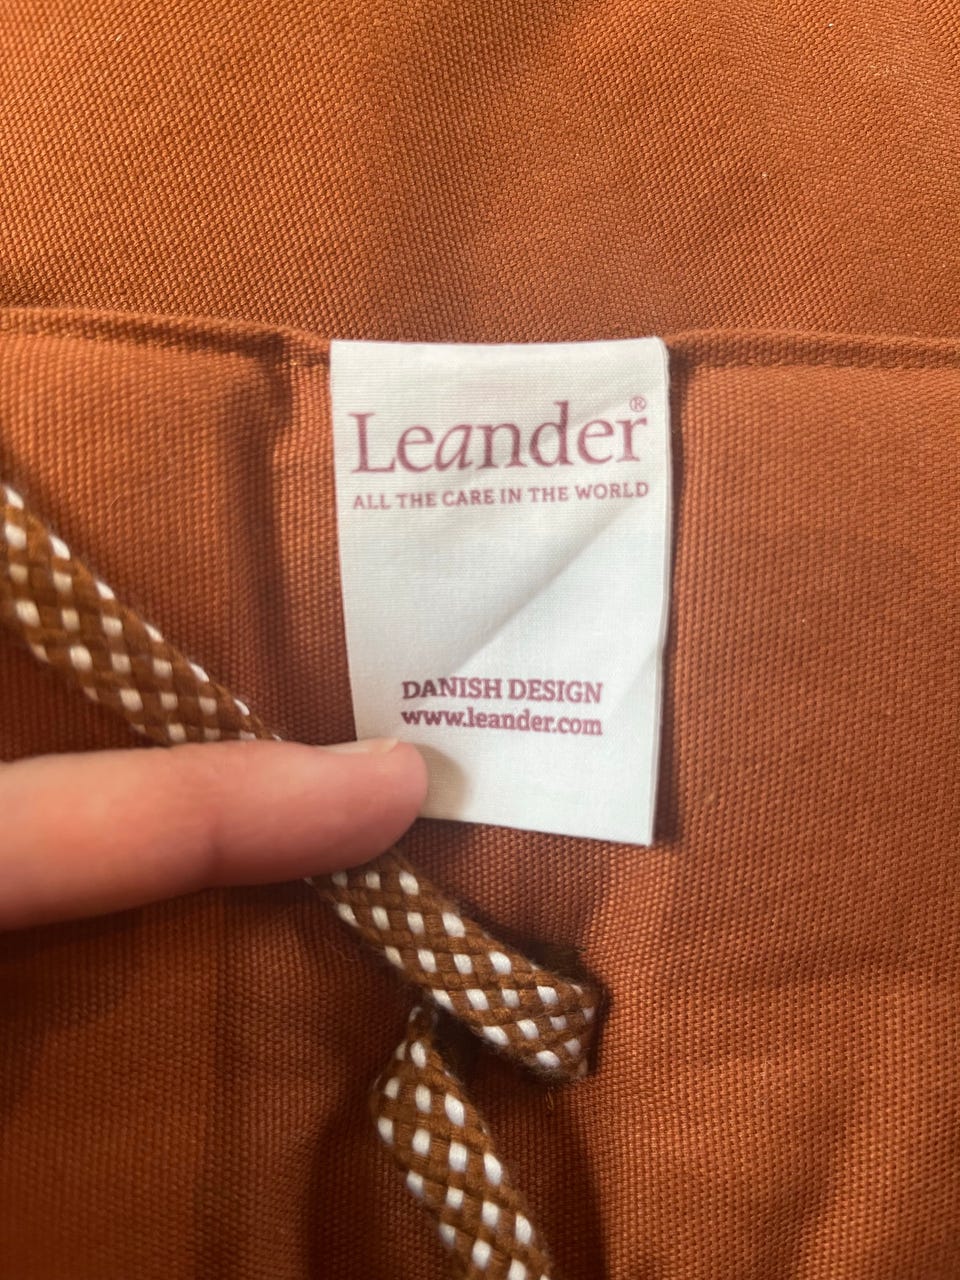 Leander®
ALL THE CARE IN THE WORLD
DANISH DESIGN
www.leander.com